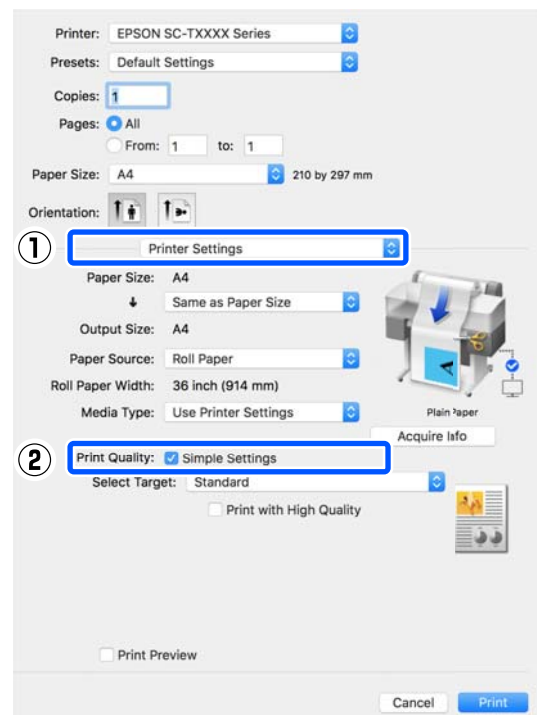 Printer: EPSON SC-TXXXX Series
Presets: Default Settings
Copies: 1
Pages: All
From: 1 to: 1
Paper Size: A4 210 by 297 mm
Orientation:
1 Printer Settings
Paper Size: A4
Same as Paper Size
Output Size: A4
Paper Source: Roll Paper
Roll Paper Width: 36 inch (914 mm)
Media Type: Use Printer Settings
Plain Paper
Acquire Info
2 Print Quality: Simple Settings
Select Target: Standard
Print with High Quality
Print Preview
Cancel Print